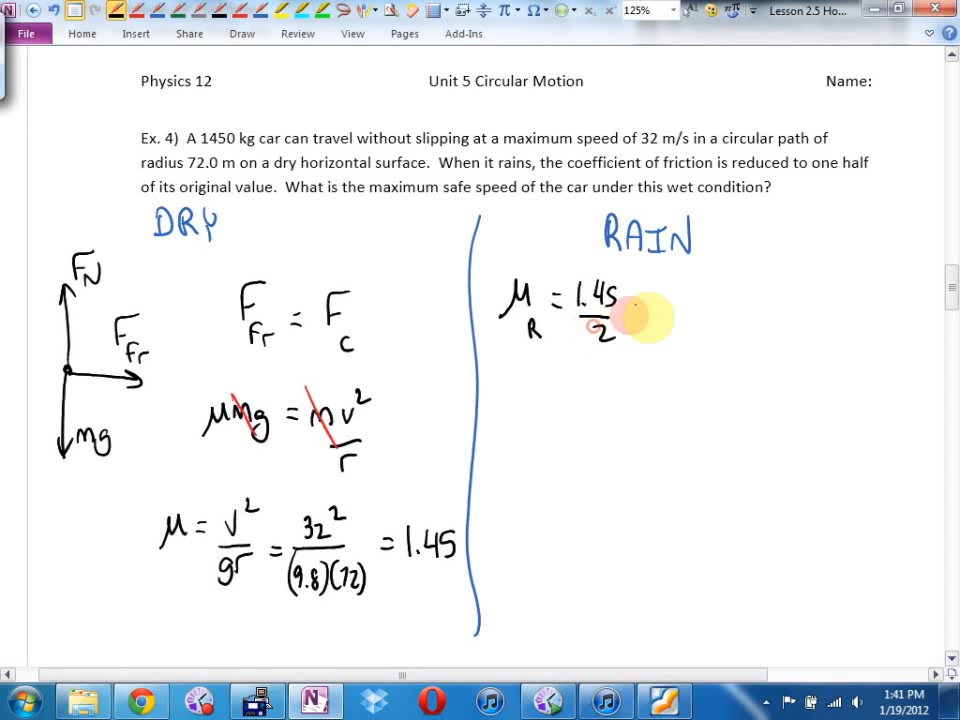 125%
Lesson 2.5 Ho...
File Home Insert Share Draw Review View Pages Add-Ins
Physics 12 Unit 5 Circular Motion Name:
Ex. 4) A 1450 kg car can travel without slipping at a maximum speed of 32 m/s in a circular path of
radius 72.0 m on a dry horizontal surface. When it rains, the coefficient of friction is reduced to one half
of its original value. What is the maximum safe speed of the car under this wet condition?
DRY
F_N
F_fr
mg
F_fr = F_c
μmg = mv²/r
μ = v²/gr = 32²/(9.8)(72) = 1.45
RAIN
μ_R = 1.45/2
1:41 PM
1/19/2012